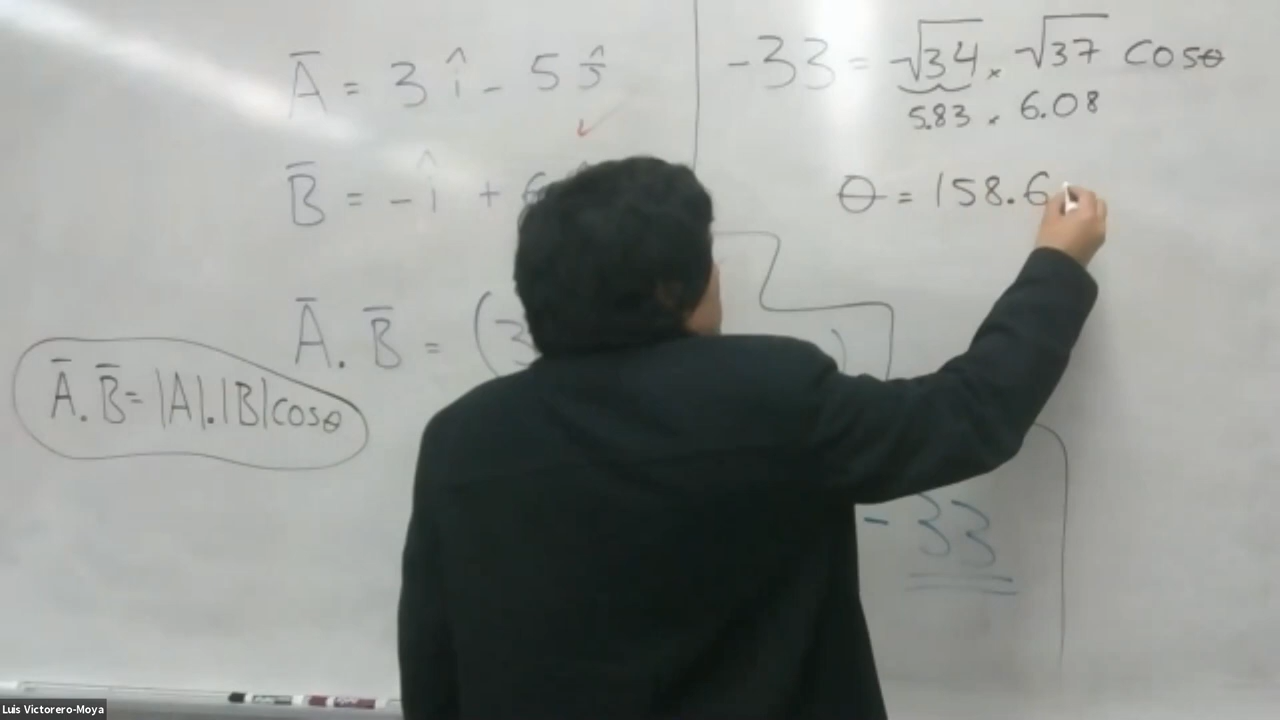 A̅ = 3 î - 5 ĵ
B̅ = - î + 6
A̅ . B̅ = (3
A̅ . B̅ = |A|.|B| cosθ
-33 = √34 × √37 cosθ
5.83 × 6.08
θ = 158.6
-33
Luis Victorero-Moya